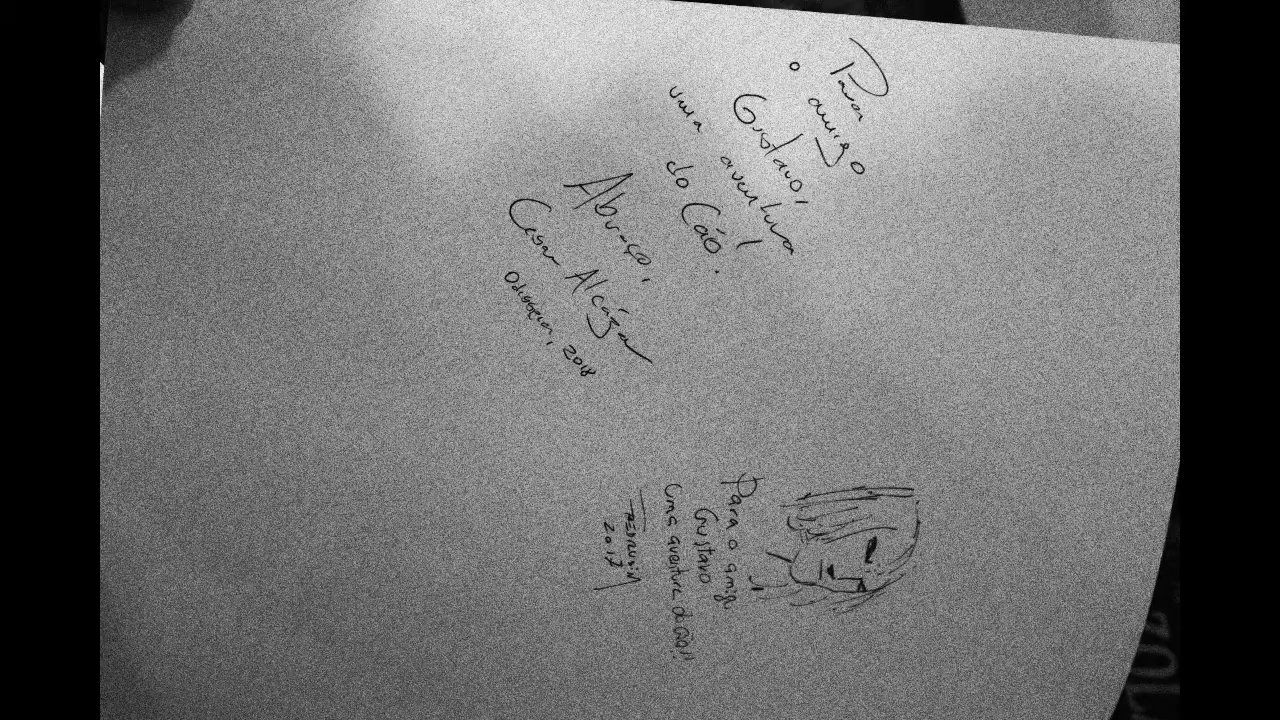 Para
o amigo
Gustavo,
uma aventura
do Cão!
Abraço,
Cesar Alcázar
Odisseia, 2018
Para o amigo
Gustavo
uma aventura do Cão!!
2017